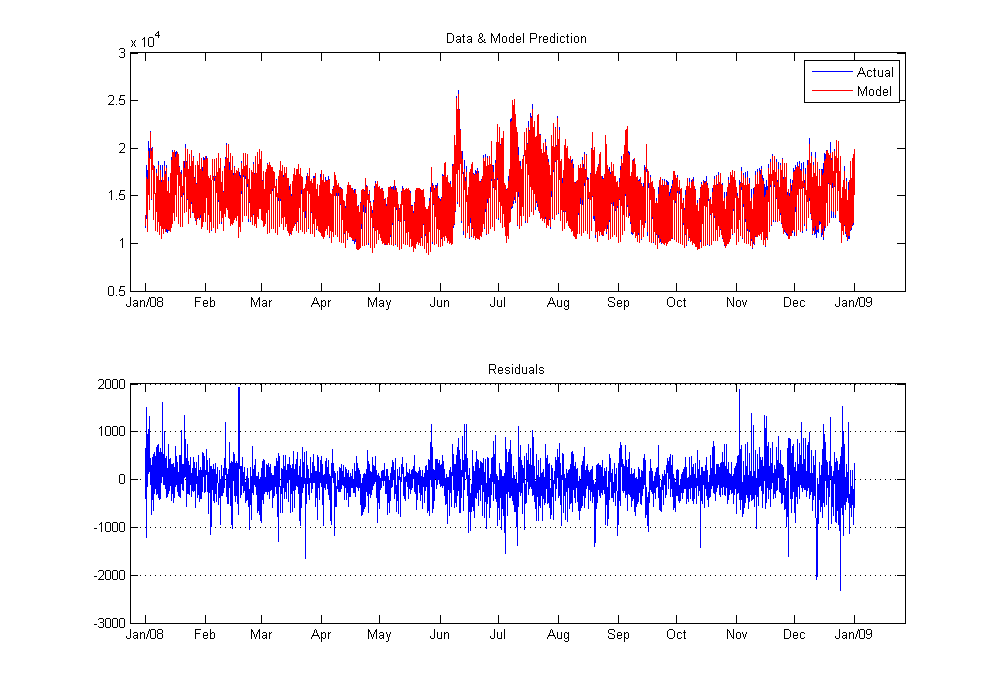 Data & Model Prediction
x 10^4
3
2.5
2
1.5
1
0.5
Actual
Model
Jan/08 Feb Mar Apr May Jun Jul Aug Sep Oct Nov Dec Jan/09
Residuals
2000
1000
0
-1000
-2000
-3000
Jan/08 Feb Mar Apr May Jun Jul Aug Sep Oct Nov Dec Jan/09